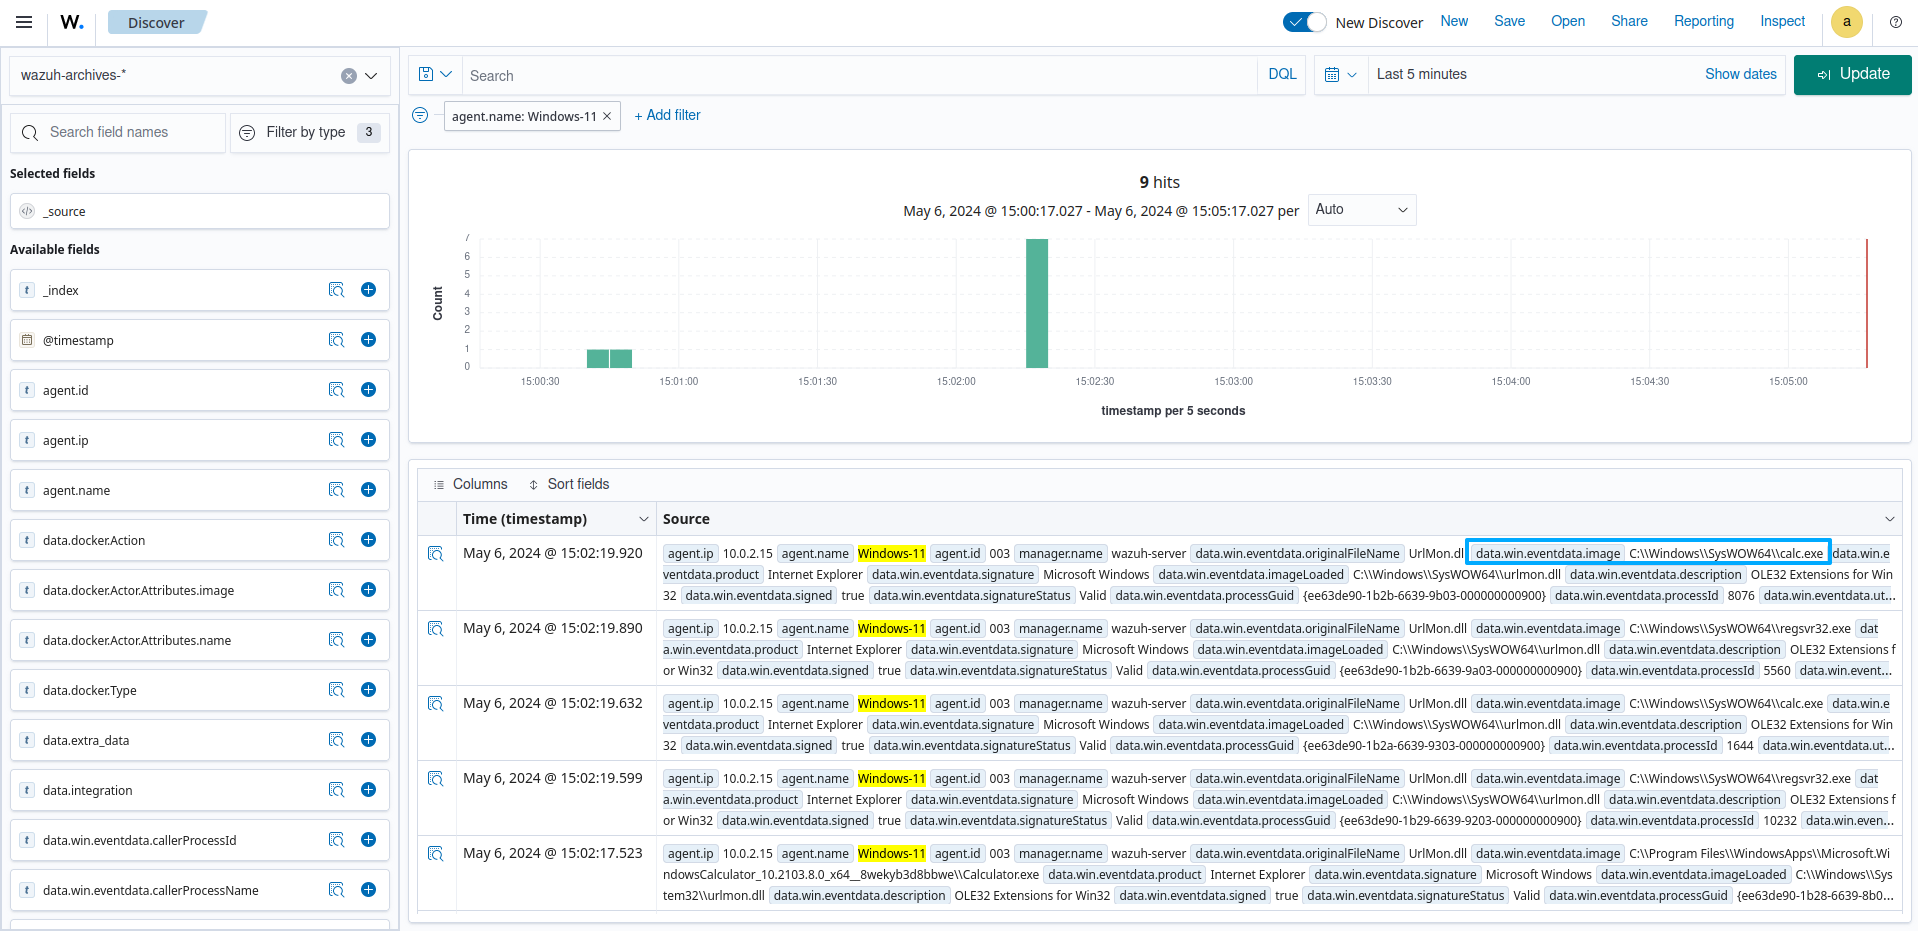 W.
Discover
New Discover
New
Save
Open
Share
Reporting
Inspect
a
wazuh-archives-*
Search
DQL
Last 5 minutes
Show dates
Update
agent.name: Windows-11
+ Add filter
Search field names
Filter by type 3
Selected fields
_source
Available fields
t _index
@timestamp
t agent.id
t agent.ip
t agent.name
t data.docker.Action
t data.docker.Actor.Attributes.image
t data.docker.Actor.Attributes.name
t data.docker.Type
t data.extra_data
t data.integration
t data.win.eventdata.callerProcessId
t data.win.eventdata.callerProcessName
9 hits
May 6, 2024 @ 15:00:17.027 - May 6, 2024 @ 15:05:17.027 per Auto
Count
7
6
5
4
3
2
1
0
15:00:30 15:01:00 15:01:30 15:02:00 15:02:30 15:03:00 15:03:30 15:04:00 15:04:30 15:05:00
timestamp per 5 seconds
Columns Sort fields
Time (timestamp) Source
May 6, 2024 @ 15:02:19.920 agent.ip 10.0.2.15 agent.name Windows-11 agent.id 003 manager.name wazuh-server data.win.eventdata.originalFileName UrlMon.dll data.win.eventdata.image C:\\Windows\\SysWOW64\\calc.exe data.win.e
ventdata.product Internet Explorer data.win.eventdata.signature Microsoft Windows data.win.eventdata.imageLoaded C:\\Windows\\SysWOW64\\urlmon.dll data.win.eventdata.description OLE32 Extensions for Win
32 data.win.eventdata.signed true data.win.eventdata.signatureStatus Valid data.win.eventdata.processGuid {ee63de90-1b2b-6639-9b03-000000000900} data.win.eventdata.processId 8076 data.win.eventdata.ut...
May 6, 2024 @ 15:02:19.890 agent.ip 10.0.2.15 agent.name Windows-11 agent.id 003 manager.name wazuh-server data.win.eventdata.originalFileName UrlMon.dll data.win.eventdata.image C:\\Windows\\SysWOW64\\regsvr32.exe dat
a.win.eventdata.product Internet Explorer data.win.eventdata.signature Microsoft Windows data.win.eventdata.imageLoaded C:\\Windows\\SysWOW64\\urlmon.dll data.win.eventdata.description OLE32 Extensions f
or Win32 data.win.eventdata.signed true data.win.eventdata.signatureStatus Valid data.win.eventdata.processGuid {ee63de90-1b2b-6639-9a03-000000000900} data.win.eventdata.processId 5560 data.win.event...
May 6, 2024 @ 15:02:19.632 agent.ip 10.0.2.15 agent.name Windows-11 agent.id 003 manager.name wazuh-server data.win.eventdata.originalFileName UrlMon.dll data.win.eventdata.image C:\\Windows\\SysWOW64\\calc.exe data.win.e
ventdata.product Internet Explorer data.win.eventdata.signature Microsoft Windows data.win.eventdata.imageLoaded C:\\Windows\\SysWOW64\\urlmon.dll data.win.eventdata.description OLE32 Extensions for Win
32 data.win.eventdata.signed true data.win.eventdata.signatureStatus Valid data.win.eventdata.processGuid {ee63de90-1b2a-6639-9303-000000000900} data.win.eventdata.processId 1644 data.win.eventdata.ut...
May 6, 2024 @ 15:02:19.599 agent.ip 10.0.2.15 agent.name Windows-11 agent.id 003 manager.name wazuh-server data.win.eventdata.originalFileName UrlMon.dll data.win.eventdata.image C:\\Windows\\SysWOW64\\regsvr32.exe dat
a.win.eventdata.product Internet Explorer data.win.eventdata.signature Microsoft Windows data.win.eventdata.imageLoaded C:\\Windows\\SysWOW64\\urlmon.dll data.win.eventdata.description OLE32 Extensions f
or Win32 data.win.eventdata.signed true data.win.eventdata.signatureStatus Valid data.win.eventdata.processGuid {ee63de90-1b29-6639-9203-000000000900} data.win.eventdata.processId 10232 data.win.even...
May 6, 2024 @ 15:02:17.523 agent.ip 10.0.2.15 agent.name Windows-11 agent.id 003 manager.name wazuh-server data.win.eventdata.originalFileName UrlMon.dll data.win.eventdata.image C:\\Program Files\\WindowsApps\\Microsoft.Wi
ndowsCalculator_10.2103.8.0_x64__8wekyb3d8bbwe\\Calculator.exe data.win.eventdata.product Internet Explorer data.win.eventdata.signature Microsoft Windows data.win.eventdata.imageLoaded C:\\Windows\\Sys
tem32\\urlmon.dll data.win.eventdata.description OLE32 Extensions for Win32 data.win.eventdata.signed true data.win.eventdata.signatureStatus Valid data.win.eventdata.processGuid {ee63de90-1b28-6639-8b0...